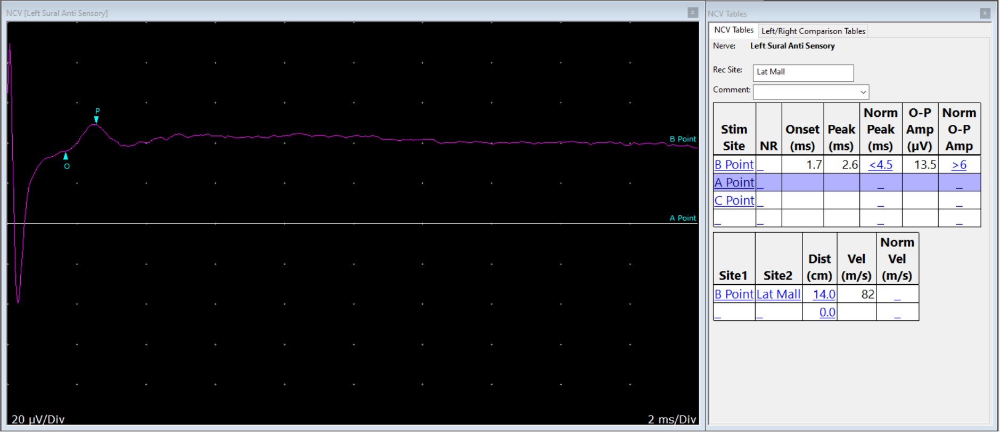 NCV [Left Sural Anti Sensory]
P
O
B Point
A Point
20 µV/Div
2 ms/Div
NCV Tables
NCV Tables Left/Right Comparison Tables
Nerve: Left Sural Anti Sensory
Rec Site: Lat Mall
Comment:
Stim Site NR Onset (ms) Peak (ms) Norm Peak (ms) O-P Amp (µV) Norm O-P Amp
B Point _ 1.7 2.6 <4.5 13.5 >6
A Point _ _ _
C Point _ _ _
_ _ _ _
Site1 Site2 Dist (cm) Vel (m/s) Norm Vel (m/s)
B Point Lat Mall 14.0 82 _
_ _ 0.0 _